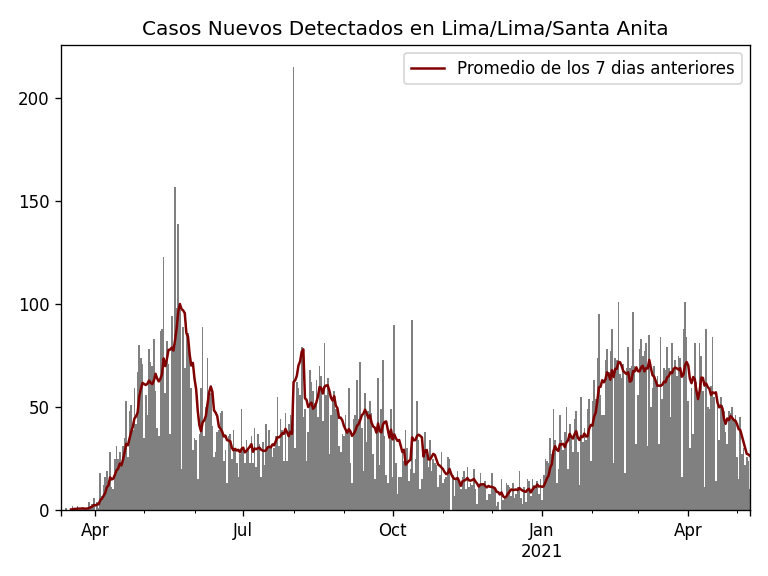 Casos Nuevos Detectados en Lima/Lima/Santa Anita
Promedio de los 7 dias anteriores
200
150
100
50
0
Apr
Jul
Oct
Jan
2021
Apr